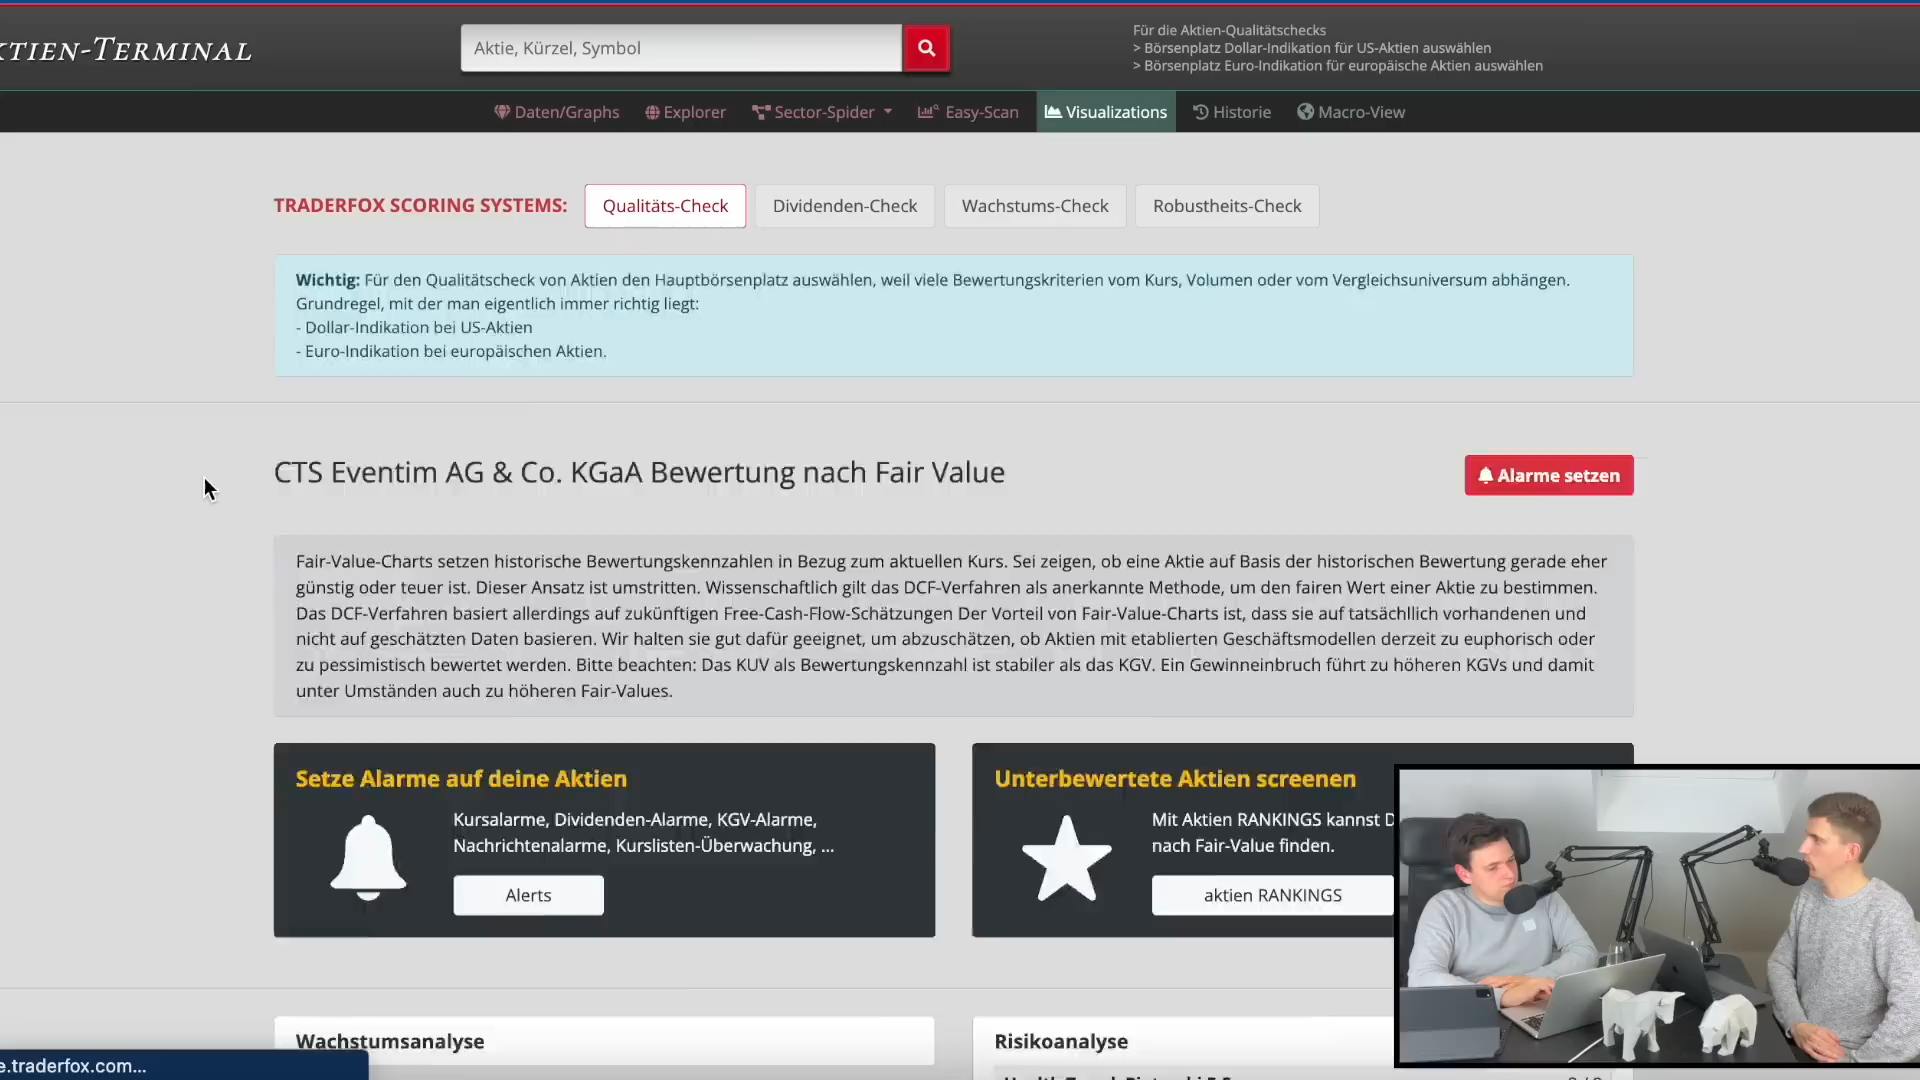 KTIEN-TERMINAL
Aktie, Kürzel, Symbol
Für die Aktien-Qualitätschecks
> Börsenplatz Dollar-Indikation für US-Aktien auswählen
> Börsenplatz Euro-Indikation für europäische Aktien auswählen
Daten/Graphs Explorer Sector-Spider Easy-Scan Visualizations Historie Macro-View
TRADERFOX SCORING SYSTEMS: Qualitäts-Check Dividenden-Check Wachstums-Check Robustheits-Check
Wichtig: Für den Qualitätscheck von Aktien den Hauptbörsenplatz auswählen, weil viele Bewertungskriterien vom Kurs, Volumen oder vom Vergleichsuniversum abhängen.
Grundregel, mit der man eigentlich immer richtig liegt:
- Dollar-Indikation bei US-Aktien
- Euro-Indikation bei europäischen Aktien.
CTS Eventim AG & Co. KGaA Bewertung nach Fair Value
Alarme setzen
Fair-Value-Charts setzen historische Bewertungskennzahlen in Bezug zum aktuellen Kurs. Sei zeigen, ob eine Aktie auf Basis der historischen Bewertung gerade eher
günstig oder teuer ist. Dieser Ansatz ist umstritten. Wissenschaftlich gilt das DCF-Verfahren als anerkannte Methode, um den fairen Wert einer Aktie zu bestimmen.
Das DCF-Verfahren basiert allerdings auf zukünftigen Free-Cash-Flow-Schätzungen Der Vorteil von Fair-Value-Charts ist, dass sie auf tatsächllich vorhandenen und
nicht auf geschätzten Daten basieren. Wir halten sie gut dafür geeignet, um abzuschätzen, ob Aktien mit etablierten Geschäftsmodellen derzeit zu euphorisch oder
zu pessimistisch bewertet werden. Bitte beachten: Das KUV als Bewertungskennzahl ist stabiler als das KGV. Ein Gewinneinbruch führt zu höheren KGVs und damit
unter Umständen auch zu höheren Fair-Values.
Setze Alarme auf deine Aktien
Kursalarme, Dividenden-Alarme, KGV-Alarme,
Nachrichtenalarme, Kurslisten-Überwachung, ...
Alerts
Unterbewertete Aktien screenen
Mit Aktien RANKINGS kannst D
nach Fair-Value finden.
aktien RANKINGS
Wachstumsanalyse
Risikoanalyse
e.traderfox.com...